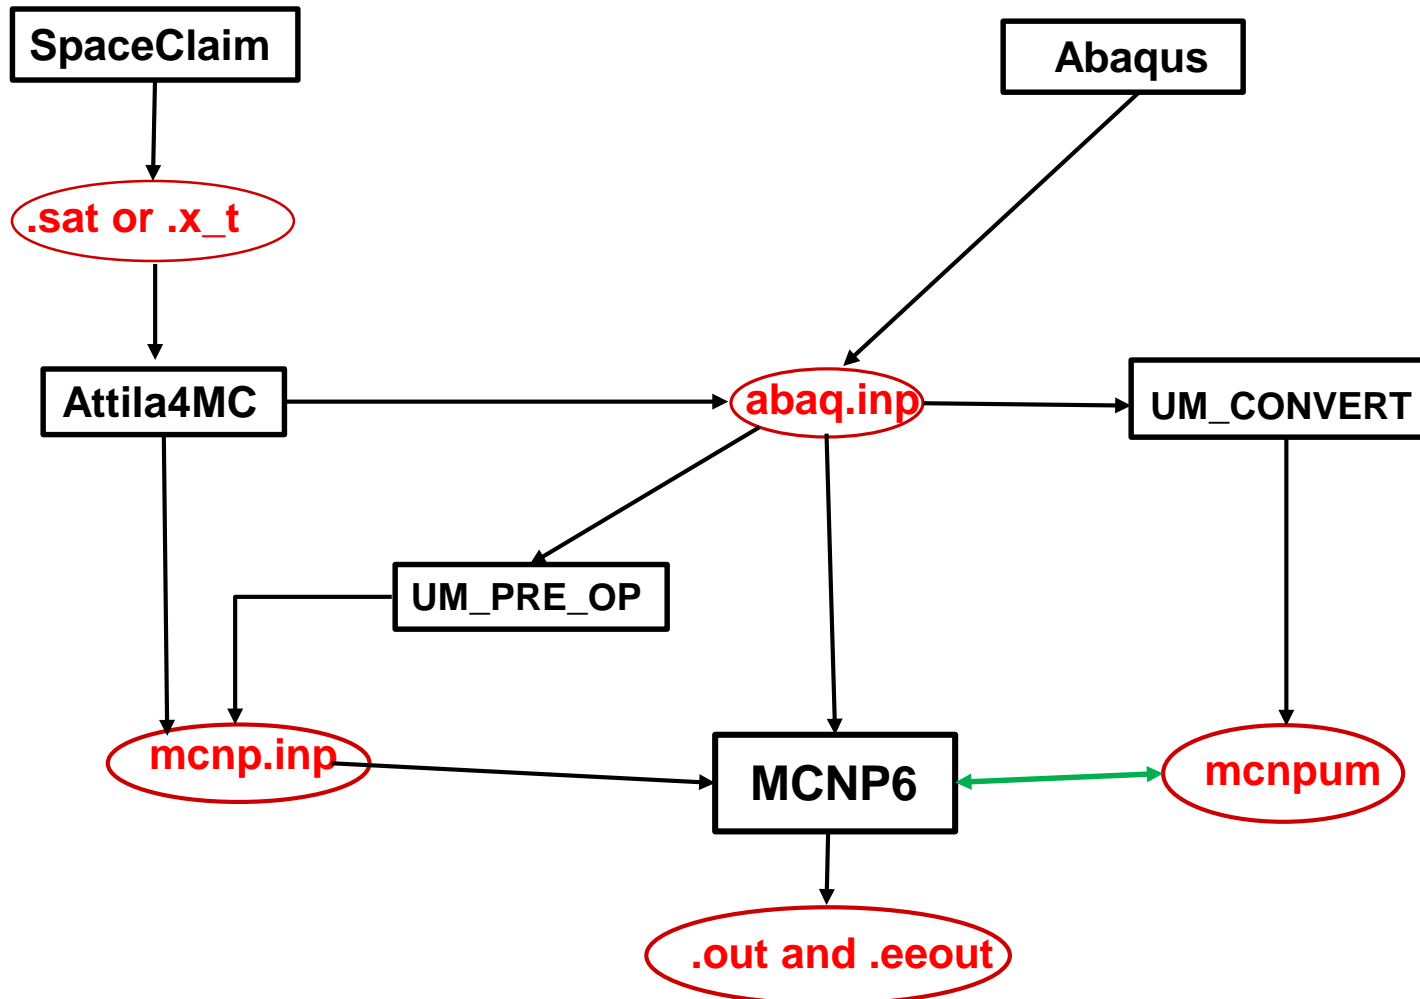 SpaceClaim
Abaqus
.sat or .x_t
Attila4MC
abaq.inp
UM_CONVERT
UM_PRE_OP
mcnp.inp
MCNP6
mcnpum
.out and .eeout